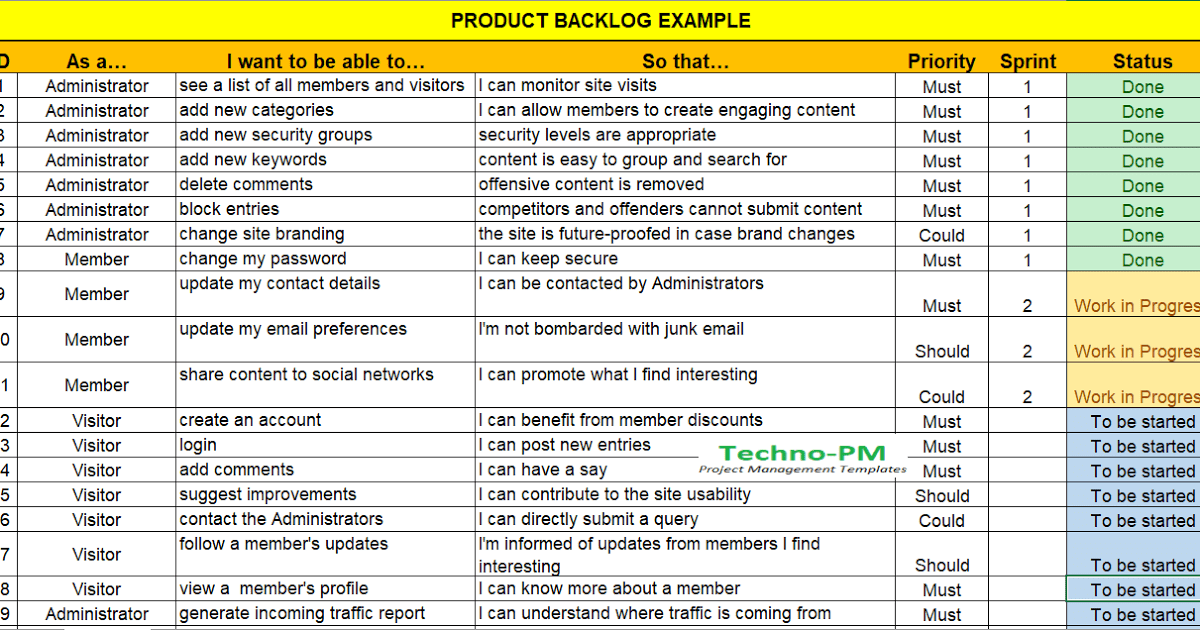 PRODUCT BACKLOG EXAMPLE
D As a… I want to be able to… So that… Priority Sprint Status
1 Administrator see a list of all members and visitors I can monitor site visits Must 1 Done
2 Administrator add new categories I can allow members to create engaging content Must 1 Done
3 Administrator add new security groups security levels are appropriate Must 1 Done
4 Administrator add new keywords content is easy to group and search for Must 1 Done
5 Administrator delete comments offensive content is removed Must 1 Done
6 Administrator block entries competitors and offenders cannot submit content Must 1 Done
7 Administrator change site branding the site is future-proofed in case brand changes Could 1 Done
8 Member change my password I can keep secure Must 1 Done
9 Member update my contact details I can be contacted by Administrators Must 2 Work in Progres
0 Member update my email preferences I'm not bombarded with junk email Should 2 Work in Progres
1 Member share content to social networks I can promote what I find interesting Could 2 Work in Progres
2 Visitor create an account I can benefit from member discounts Must To be started
3 Visitor login I can post new entries Must To be started
Techno-PM
Project Management Templates
4 Visitor add comments I can have a say Must To be started
5 Visitor suggest improvements I can contribute to the site usability Should To be started
6 Visitor contact the Administrators I can directly submit a query Could To be started
7 Visitor follow a member's updates I'm informed of updates from members I find
interesting Should To be started
8 Visitor view a member's profile I can know more about a member Must To be started
9 Administrator generate incoming traffic report I can understand where traffic is coming from Must To be started